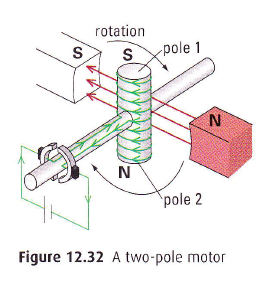 rotation
S
S
pole 1
N
N
pole 2
Figure 12.32 A two-pole motor